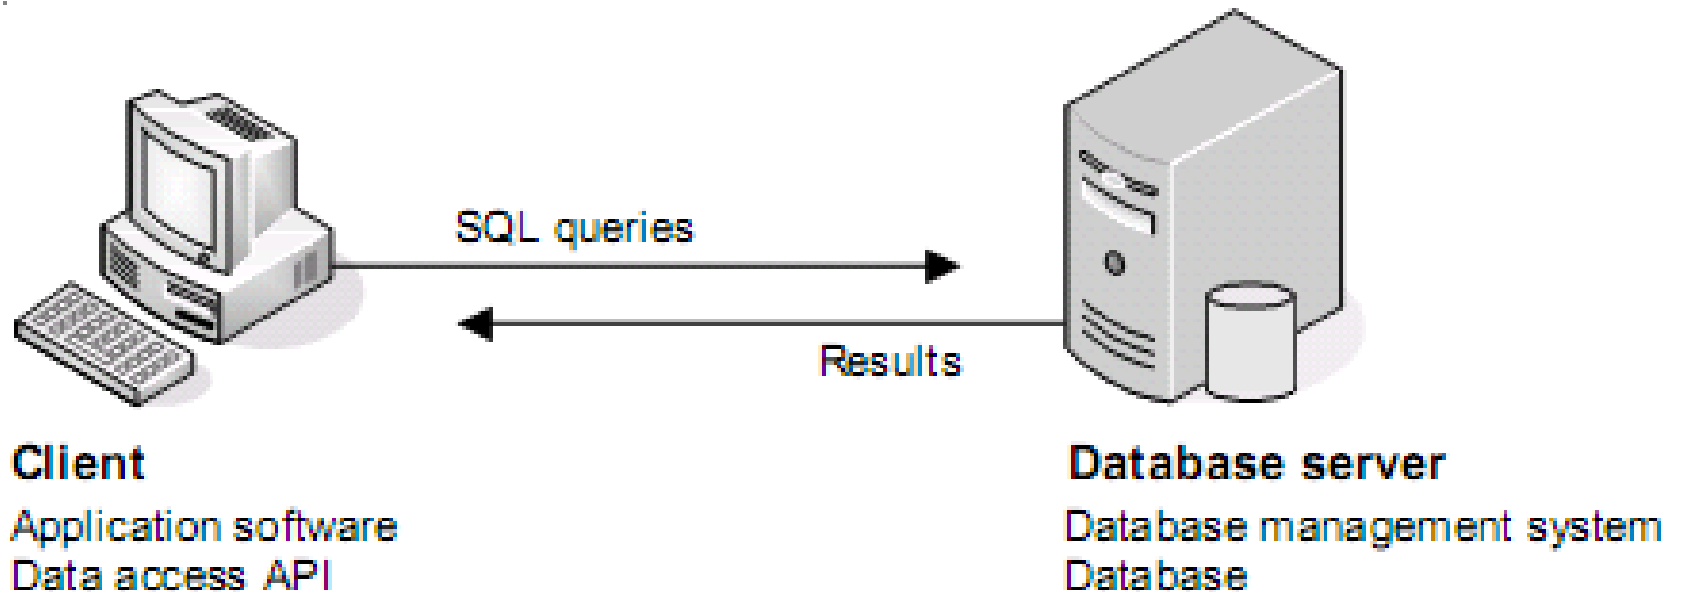 SQL queries
Results
Client
Application software
Data access API
Database server
Database management system
Database